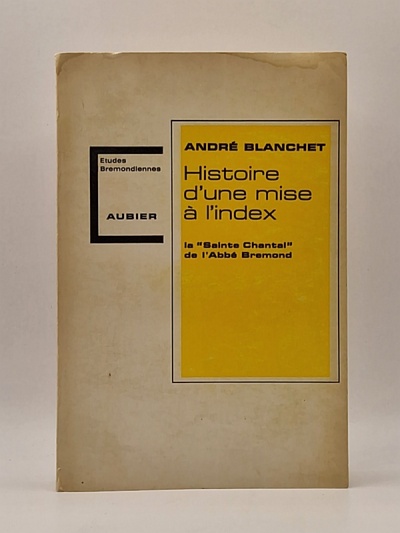 Etudes
Bremondiennes
AUBIER
ANDRÉ BLANCHET
Histoire
d'une mise
à l'index
la "Sainte Chantal"
de l'Abbé Bremond